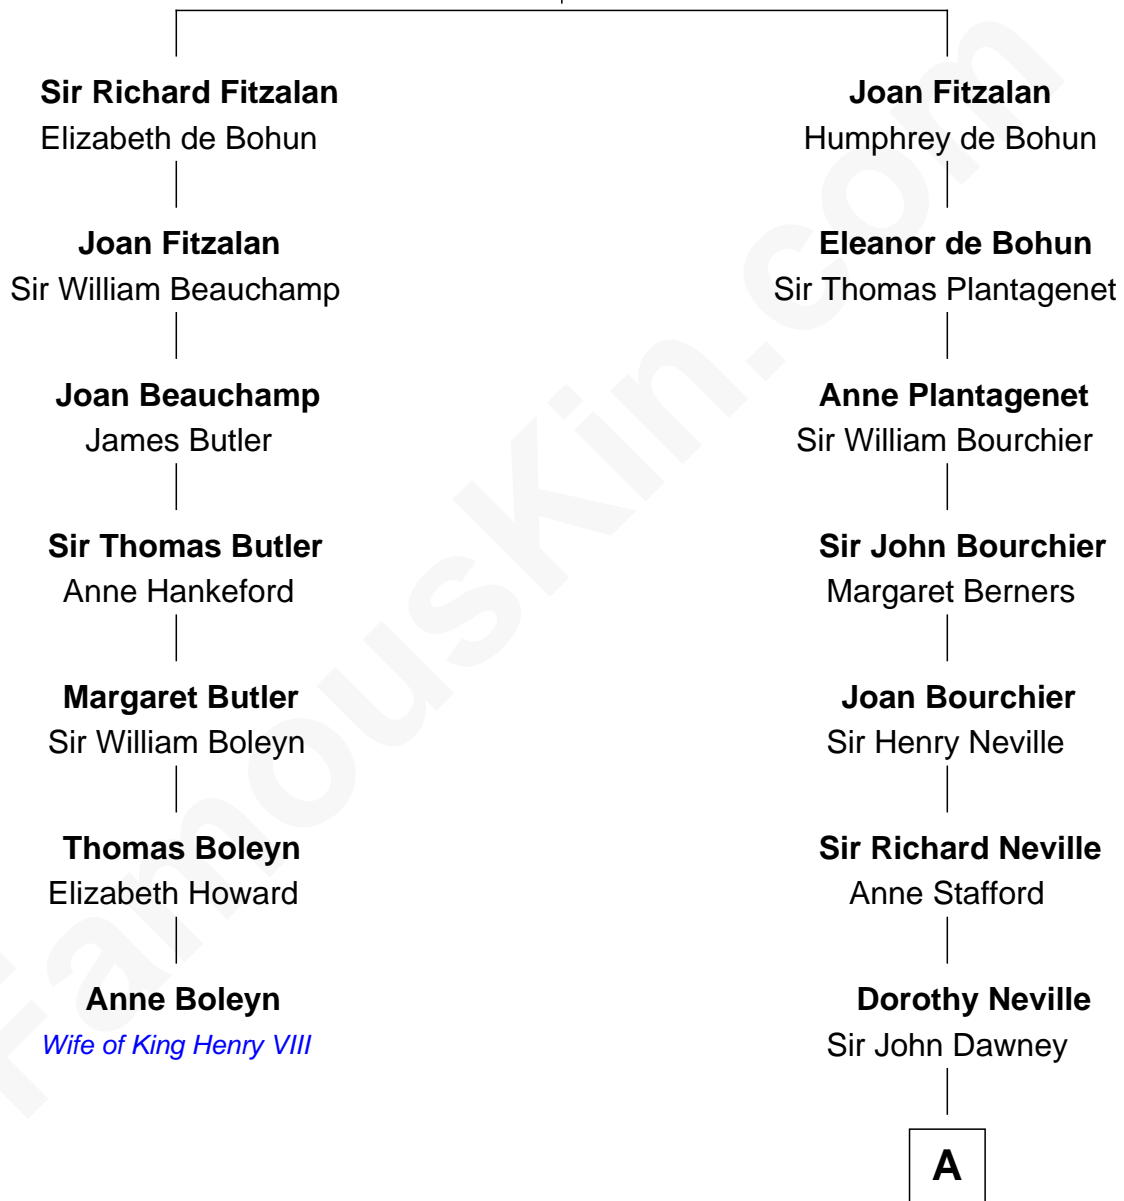 Sir Richard Fitzalan
Elizabeth de Bohun
Joan Fitzalan
Sir William Beauchamp
Joan Beauchamp
James Butler
Sir Thomas Butler
Anne Hankeford
Margaret Butler
Sir William Boleyn
Thomas Boleyn
Elizabeth Howard
Anne Boleyn
Wife of King Henry VIII
Joan Fitzalan
Humphrey de Bohun
Eleanor de Bohun
Sir Thomas Plantagenet
Anne Plantagenet
Sir William Bourchier
Sir John Bourchier
Margaret Berners
Joan Bourchier
Sir Henry Neville
Sir Richard Neville
Anne Stafford
Dorothy Neville
Sir John Dawney
A
FamousKin.com